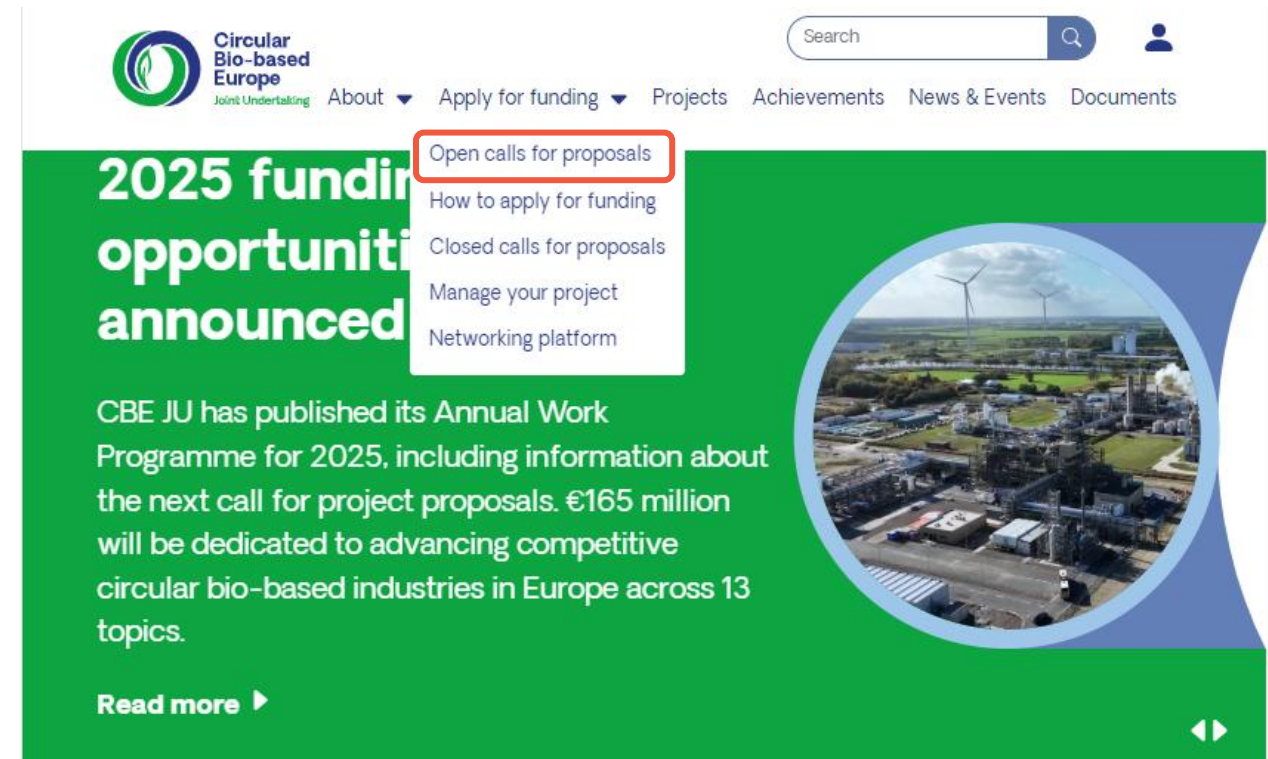 Circular
Bio-based
Europe
Joint Undertaking
Search
About
Apply for funding
Projects
Achievements
News & Events
Documents
Open calls for proposals
How to apply for funding
Closed calls for proposals
Manage your project
Networking platform
2025
announced
CBE JU has published its Annual Work
Programme for 2025, including information about
the next call for project proposals. €165 million
will be dedicated to advancing competitive
circular bio-based industries in Europe across 13
topics.
Read more